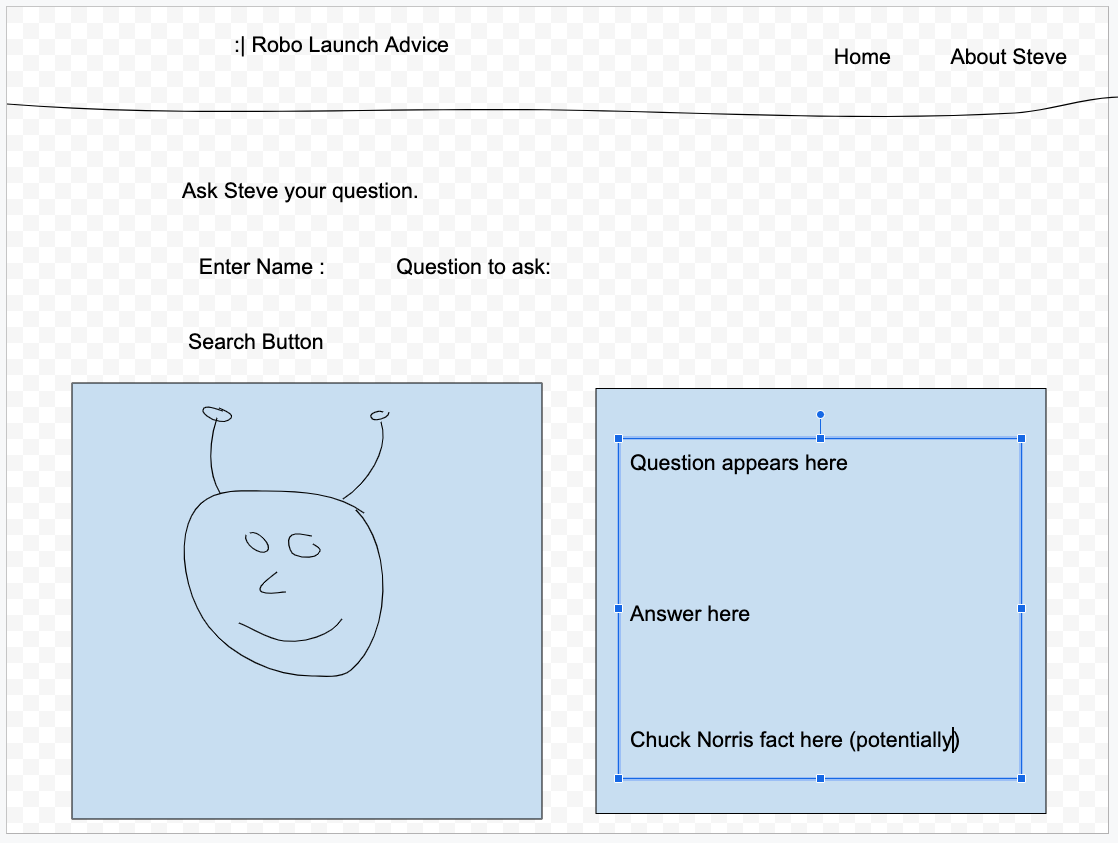 :| Robo Launch Advice
Home
About Steve
Ask Steve your question.
Enter Name :
Question to ask:
Search Button
Question appears here
Answer here
Chuck Norris fact here (potentially)